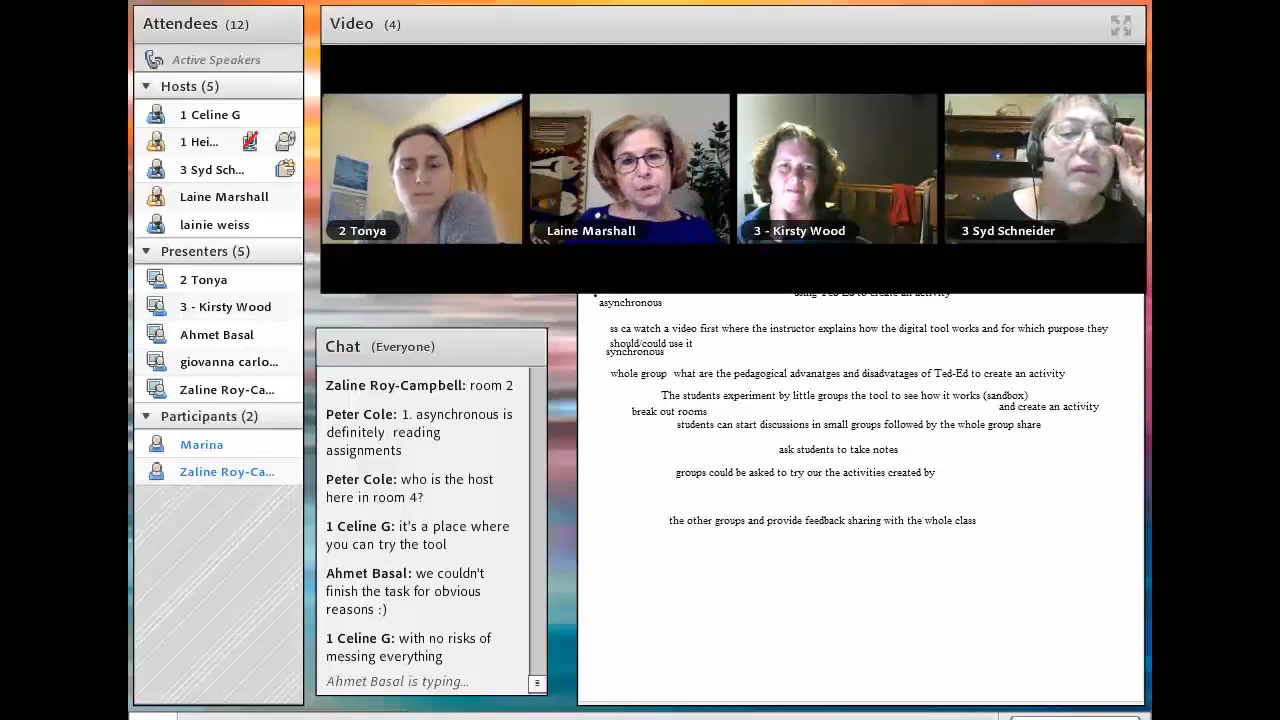 Attendees (12)
Active Speakers
Hosts (5)
1 Celine G
1 Hei...
3 Syd Sch...
Laine Marshall
lainie weiss
Presenters (5)
2 Tonya
3 - Kirsty Wood
Ahmet Basal
giovanna carlo...
Zaline Roy-Ca...
Participants (2)
Marina
Zaline Roy-Ca...
Video (4)
2 Tonya
Laine Marshall
3 - Kirsty Wood
3 Syd Schneider
Chat (Everyone)
Zaline Roy-Campbell: room 2
Peter Cole: 1. asynchronous is
definitely reading
assignments
Peter Cole: who is the host
here in room 4?
1 Celine G: it's a place where
you can try the tool
Ahmet Basal: we couldn't
finish the task for obvious
reasons :)
1 Celine G: with no risks of
messing everything
Ahmet Basal is typing...
using Ted-Ed to create an activity
asynchronous
ss ca watch a video first where the instructor explains how the digital tool works and for which purpose they
should/could use it
synchronous
whole group what are the pedagogical advanatges and disadvatages of Ted-Ed to create an activity
The students experiment by little groups the tool to see how it works (sandbox)
and create an activity
break out rooms
students can start discussions in small groups followed by the whole group share
ask students to take notes
groups could be asked to try our the activities created by
the other groups and provide feedback sharing with the whole class